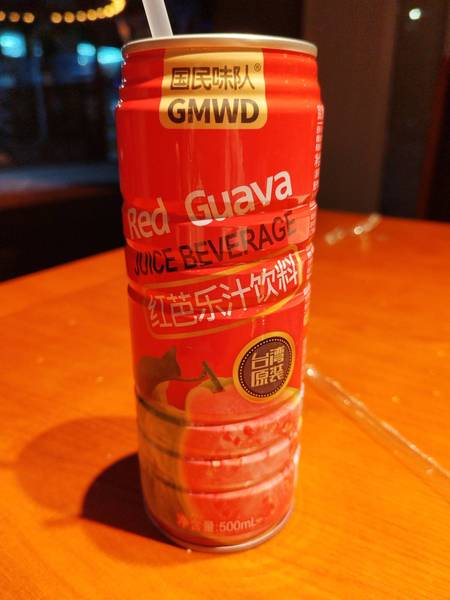 国民味队®
GMWD
Red Guava
JUICE BEVERAGE
红芭乐汁饮料
台湾
原装
净含量:500mL